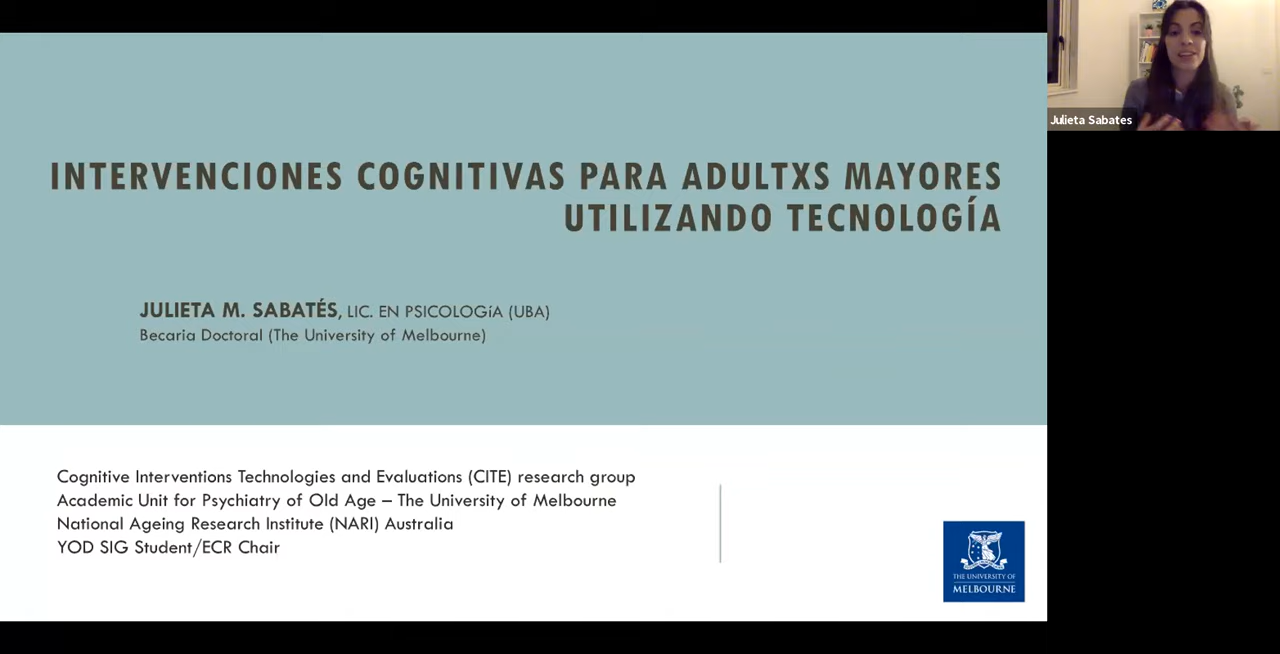 INTERVENCIONES COGNITIVAS PARA ADULTXS MAYORES
UTILIZANDO TECNOLOGÍA
JULIETA M. SABATÉS, LIC. EN PSICOLOGíA (UBA)
Becaria Doctoral (The University of Melbourne)
Cognitive Interventions Technologies and Evaluations (CITE) research group
Academic Unit for Psychiatry of Old Age – The University of Melbourne
National Ageing Research Institute (NARI) Australia
YOD SIG Student/ECR Chair
THE UNIVERSITY OF
MELBOURNE
Julieta Sabates